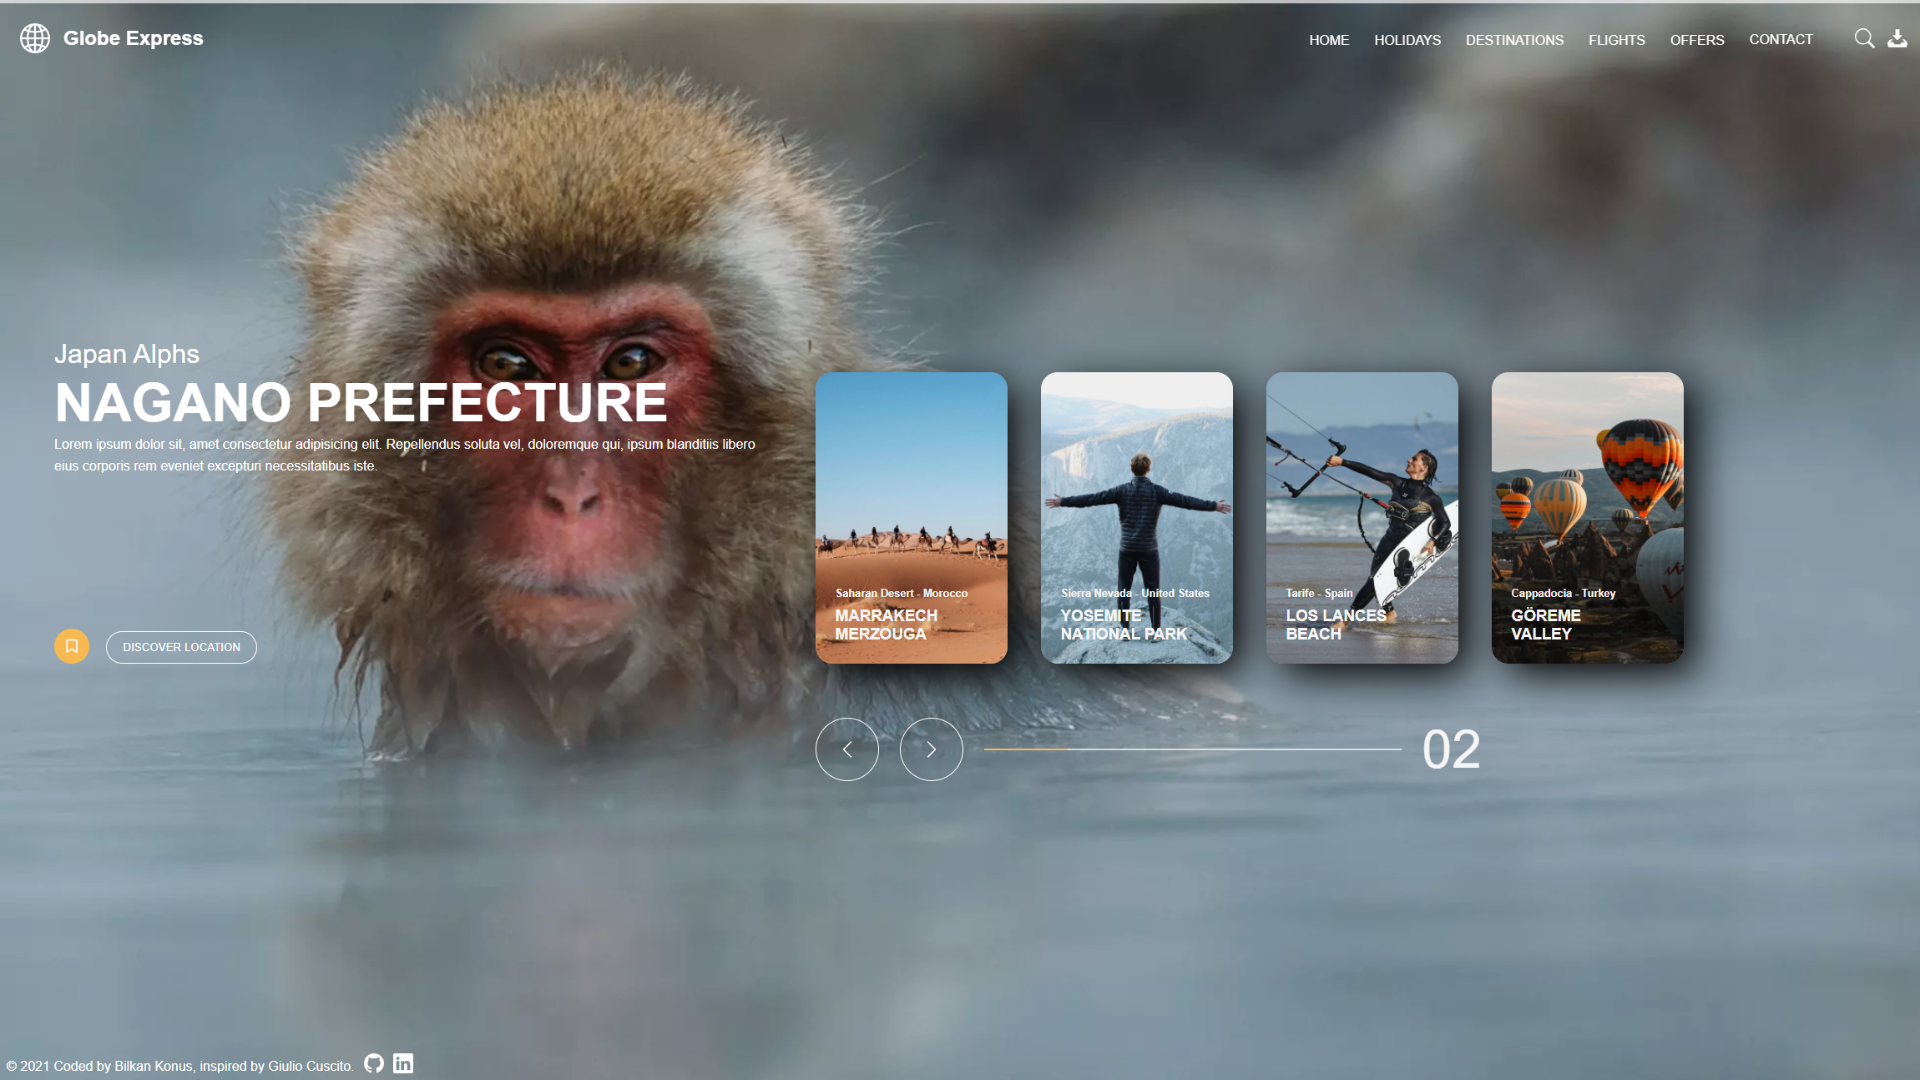 Globe Express
HOME HOLIDAYS DESTINATIONS FLIGHTS OFFERS CONTACT
Japan Alphs
NAGANO PREFECTURE
Lorem ipsum dolor sit, amet consectetur adipisicing elit. Repellendus soluta vel, doloremque qui, ipsum blanditiis libero
eius corporis rem eveniet excepturi necessitatibus iste.
DISCOVER LOCATION
Saharan Desert - Morocco
MARRAKECH
MERZOUGA
Sierra Nevada - United States
YOSEMITE
NATIONAL PARK
Tarife - Spain
LOS LANCES
BEACH
Cappadocia - Turkey
GÖREME
VALLEY
02
© 2021 Coded by Bilkan Konus, inspired by Giulio Cuscito.
in